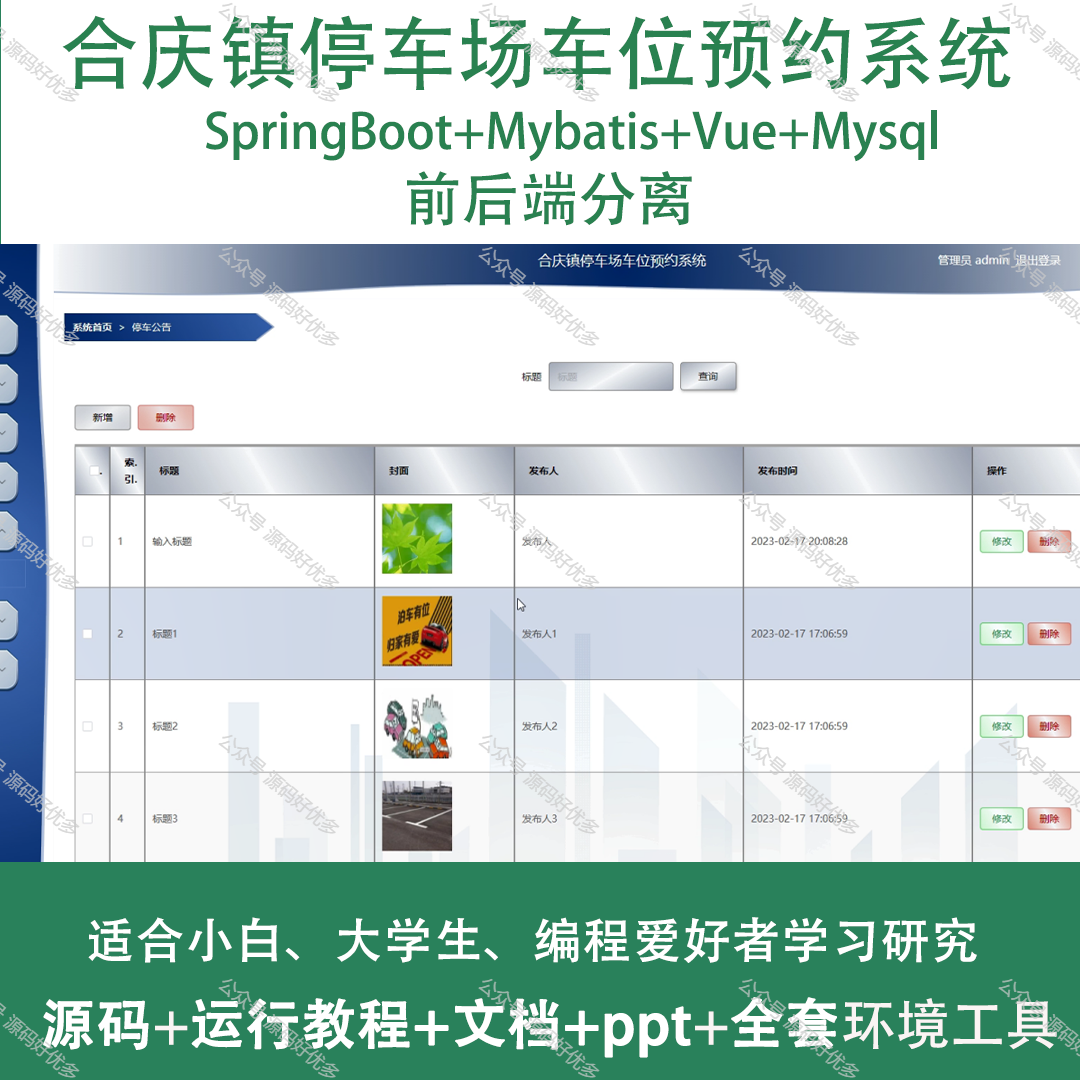 合庆镇停车场车位预约系统
SpringBoot+Mybatis+Vue+Mysql
前后端分离
合庆镇停车场车位预约系统
管理员 admin 退出登录
系统首页 > 停车公告
标题 标题 查询
新增 删除
索引. 标题 封面 发布人 发布时间 操作
1 输入标题 发布人 2023-02-17 20:08:28 修改 删除
泊车有位
归家有爱
OPEN
2 标题1 发布人1 2023-02-17 17:06:59 修改 删除
3 标题2 发布人2 2023-02-17 17:06:59 修改 删除
4 标题3 发布人3 2023-02-17 17:06:59 修改 删除
适合小白、大学生、编程爱好者学习研究
源码+运行教程+文档+ppt+全套环境工具
公众号 源码好优多